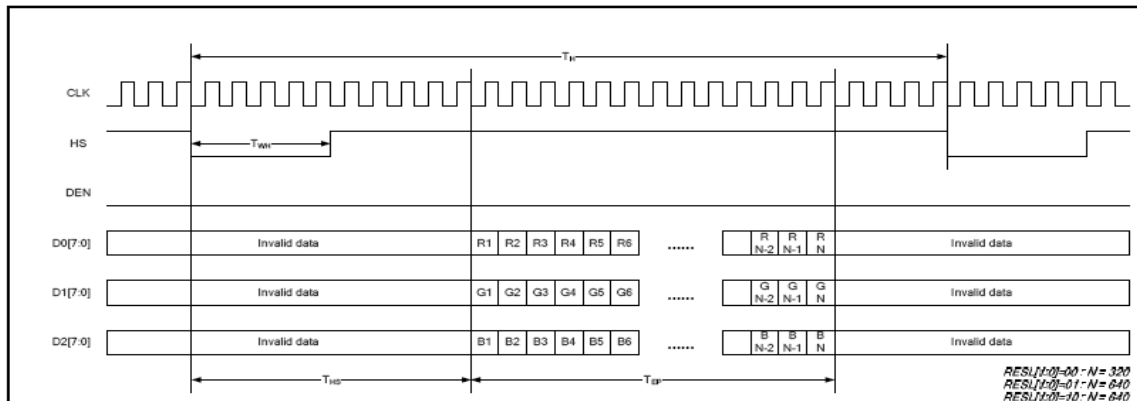 TH
CLK
HS
TWH
DEN
D0[7:0] Invalid data R1 R2 R3 R4 R5 R6 ...... R N-2 R N-1 R N Invalid data
D1[7:0] Invalid data G1 G2 G3 G4 G5 G6 ...... G N-2 G N-1 G N Invalid data
D2[7:0] Invalid data B1 B2 B3 B4 B5 B6 ...... B N-2 B N-1 B N Invalid data
THS TEP
RESL[1:0]=00 : N = 320
RESL[1:0]=01 : N = 640
RESL[1:0]=10 : N = 640